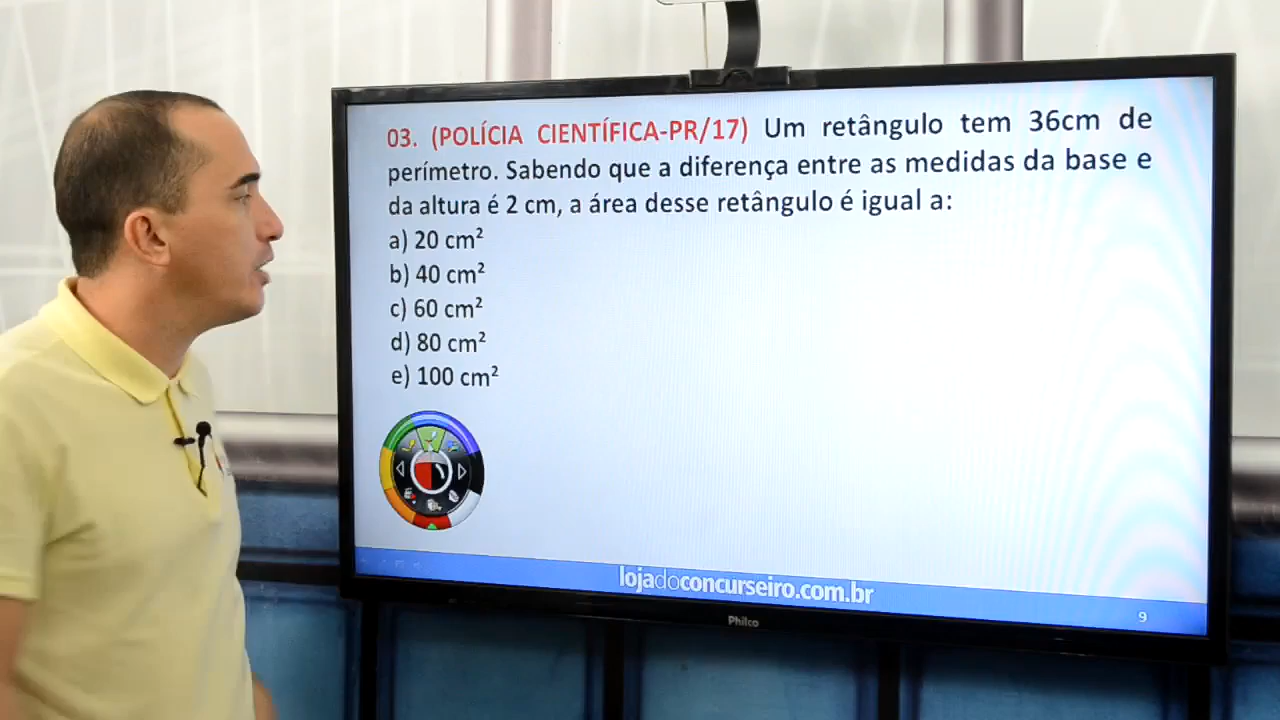 03. (POLÍCIA CIENTÍFICA-PR/17) Um retângulo tem 36cm de
perímetro. Sabendo que a diferença entre as medidas da base e
da altura é 2 cm, a área desse retângulo é igual a:
a) 20 cm²
b) 40 cm²
c) 60 cm²
d) 80 cm²
e) 100 cm²
lojadoconcurseiro.com.br
9
Philco